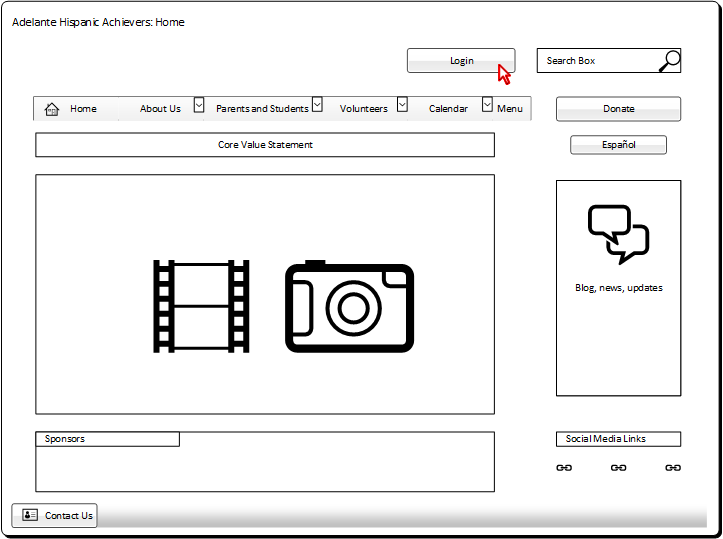 Adelante Hispanic Achievers: Home
Login
Search Box
Home
About Us
Parents and Students
Volunteers
Calendar
Menu
Donate
Core Value Statement
Español
Blog, news, updates
Sponsors
Social Media Links
Contact Us